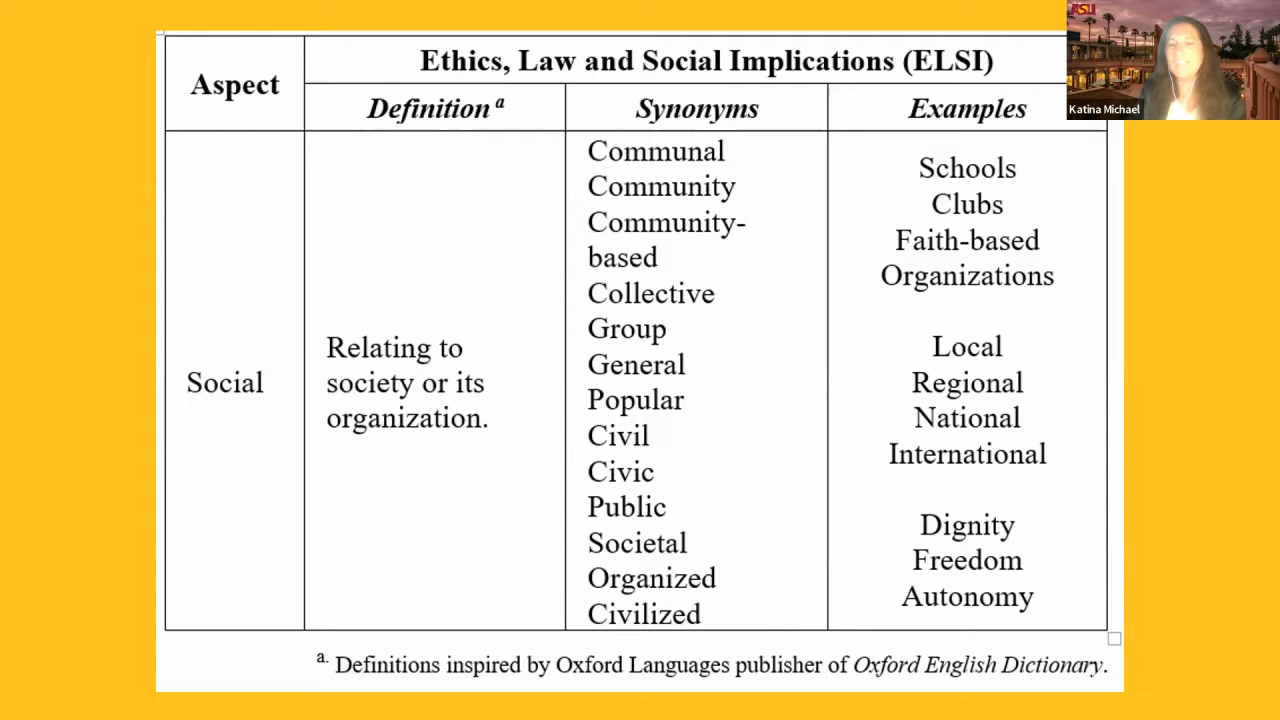 ASU
Katina Michael
Aspect
Ethics, Law and Social Implications (ELSI)
Definition a
Synonyms
Examples
Social
Relating to
society or its
organization.
Communal
Community
Community-
based
Collective
Group
General
Popular
Civil
Civic
Public
Societal
Organized
Civilized
Schools
Clubs
Faith-based
Organizations
Local
Regional
National
International
Dignity
Freedom
Autonomy
a. Definitions inspired by Oxford Languages publisher of Oxford English Dictionary.